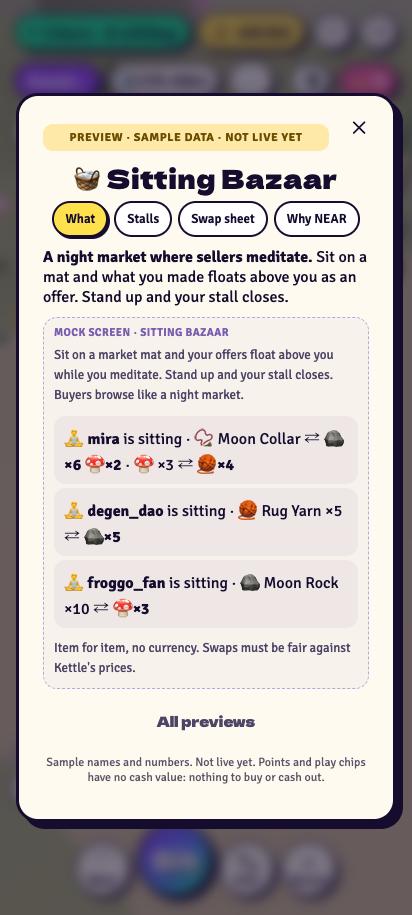 PREVIEW · SAMPLE DATA · NOT LIVE YET
Sitting Bazaar
What
Stalls
Swap sheet
Why NEAR
A night market where sellers meditate. Sit on a
mat and what you made floats above you as an
offer. Stand up and your stall closes.
MOCK SCREEN · SITTING BAZAAR
Sit on a market mat and your offers float above you
while you meditate. Stand up and your stall closes.
Buyers browse like a night market.
mira is sitting · Moon Collar ⇄
×6 ×2 · ×3 ⇄ ×4
degen_dao is sitting · Rug Yarn ×5
⇄ ×5
froggo_fan is sitting · Moon Rock
×10 ⇄ ×3
Item for item, no currency. Swaps must be fair against
Kettle's prices.
All previews
Sample names and numbers. Not live yet. Points and play chips
have no cash value: nothing to buy or cash out.